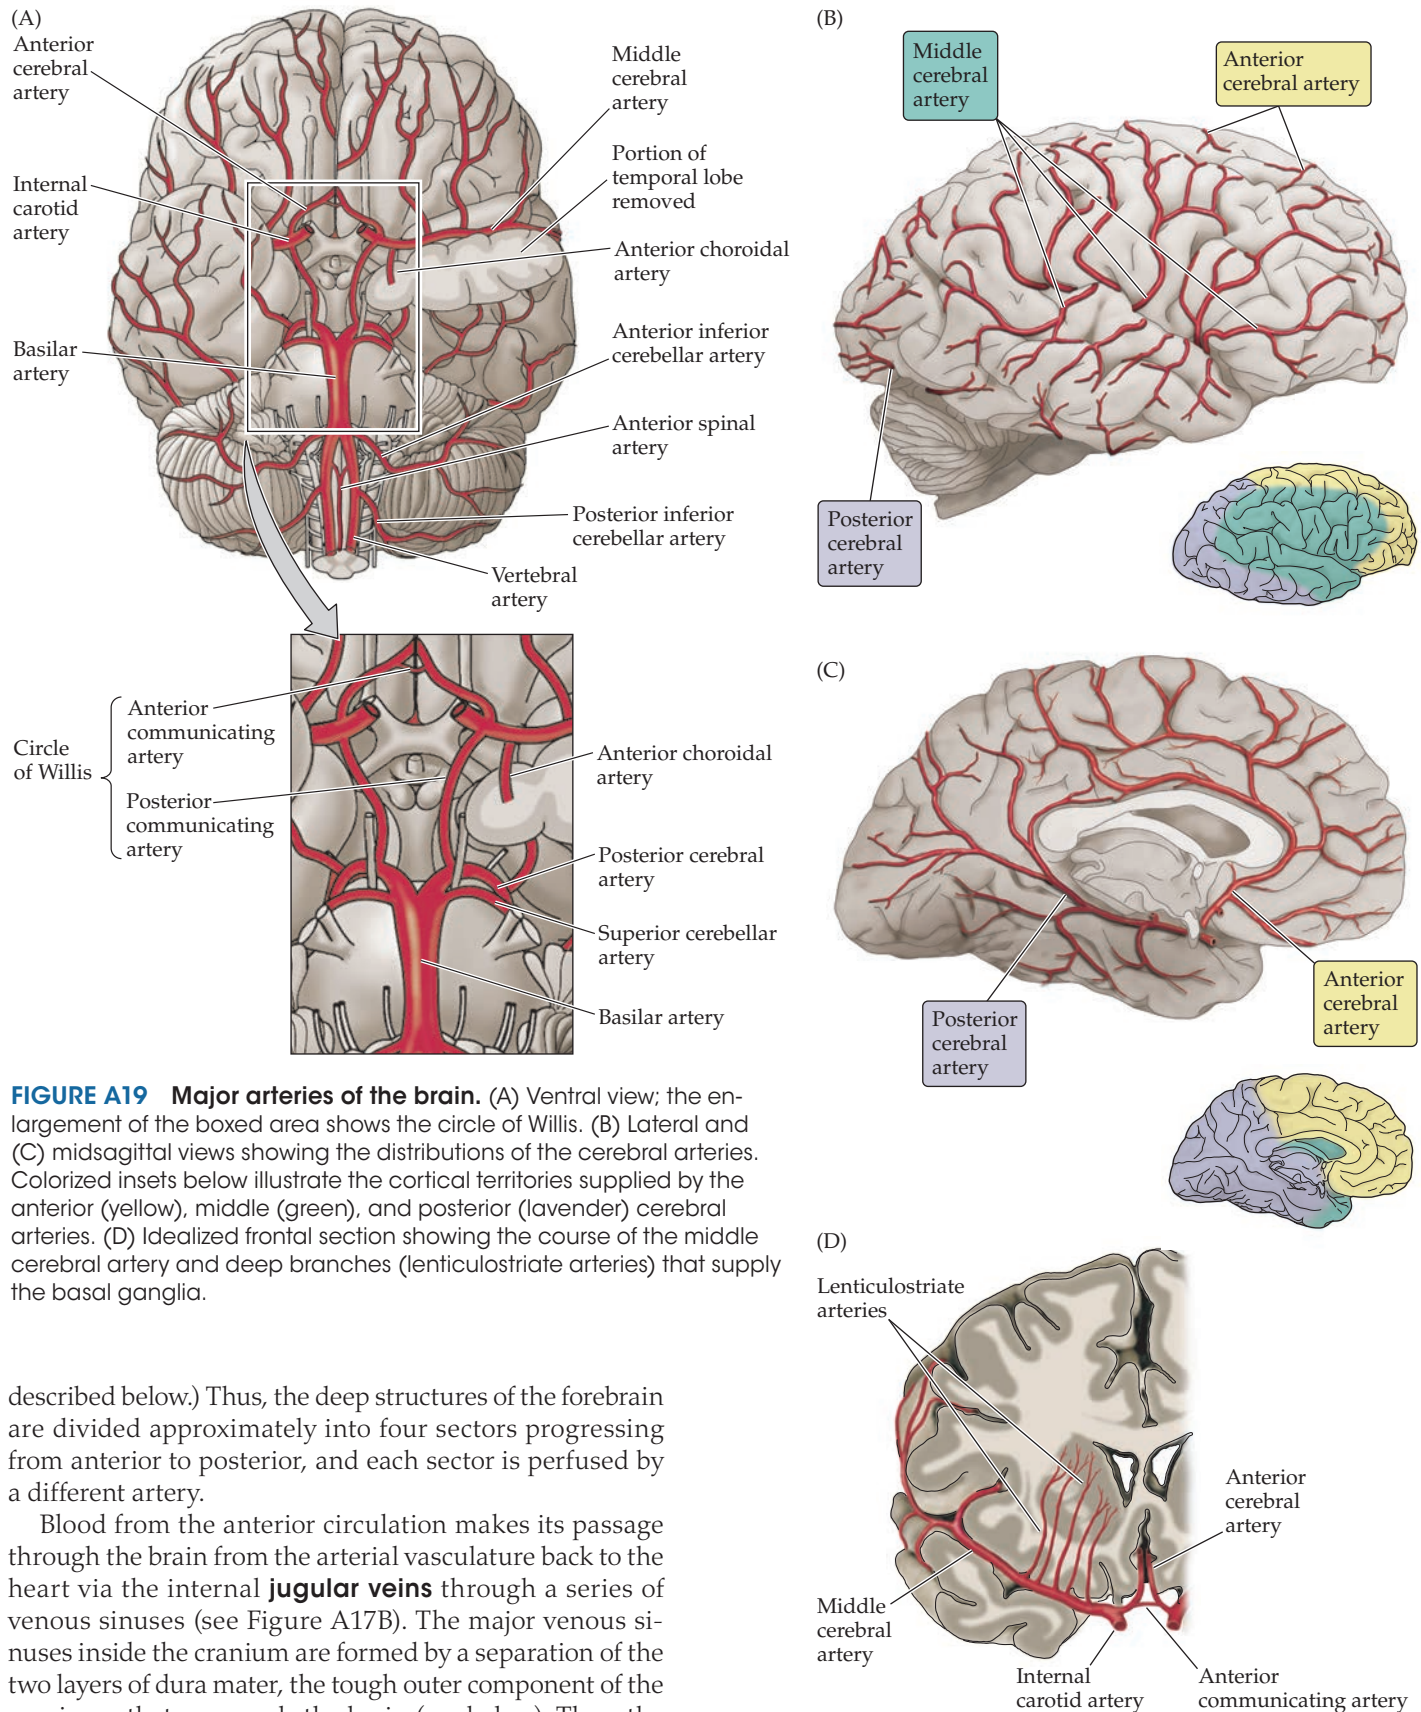 (A)
Anterior
cerebral
artery
Internal
carotid
artery
Basilar
artery
Middle
cerebral
artery
Portion of
temporal lobe
removed
Anterior choroidal
artery
Anterior inferior
cerebellar artery
Anterior spinal
artery
Posterior inferior
cerebellar artery
Vertebral
artery
Circle
of Willis
Anterior
communicating
artery
Posterior
communicating
artery
Anterior choroidal
artery
Posterior cerebral
artery
Superior cerebellar
artery
Basilar artery
(B)
Middle
cerebral
artery
Anterior
cerebral artery
Posterior
cerebral
artery
(C)
Posterior
cerebral
artery
Anterior
cerebral
artery
(D)
Lenticulostriate
arteries
Anterior
cerebral
artery
Middle
cerebral
artery
Internal
carotid artery
Anterior
communicating artery
FIGURE A19 Major arteries of the brain. (A) Ventral view; the en-
largement of the boxed area shows the circle of Willis. (B) Lateral and
(C) midsagittal views showing the distributions of the cerebral arteries.
Colorized insets below illustrate the cortical territories supplied by the
anterior (yellow), middle (green), and posterior (lavender) cerebral
arteries. (D) Idealized frontal section showing the course of the middle
cerebral artery and deep branches (lenticulostriate arteries) that supply
the basal ganglia.
described below.) Thus, the deep structures of the forebrain
are divided approximately into four sectors progressing
from anterior to posterior, and each sector is perfused by
a different artery.
Blood from the anterior circulation makes its passage
through the brain from the arterial vasculature back to the
heart via the internal jugular veins through a series of
venous sinuses (see Figure A17B). The major venous si-
nuses inside the cranium are formed by a separation of the
two layers of dura mater, the tough outer component of the